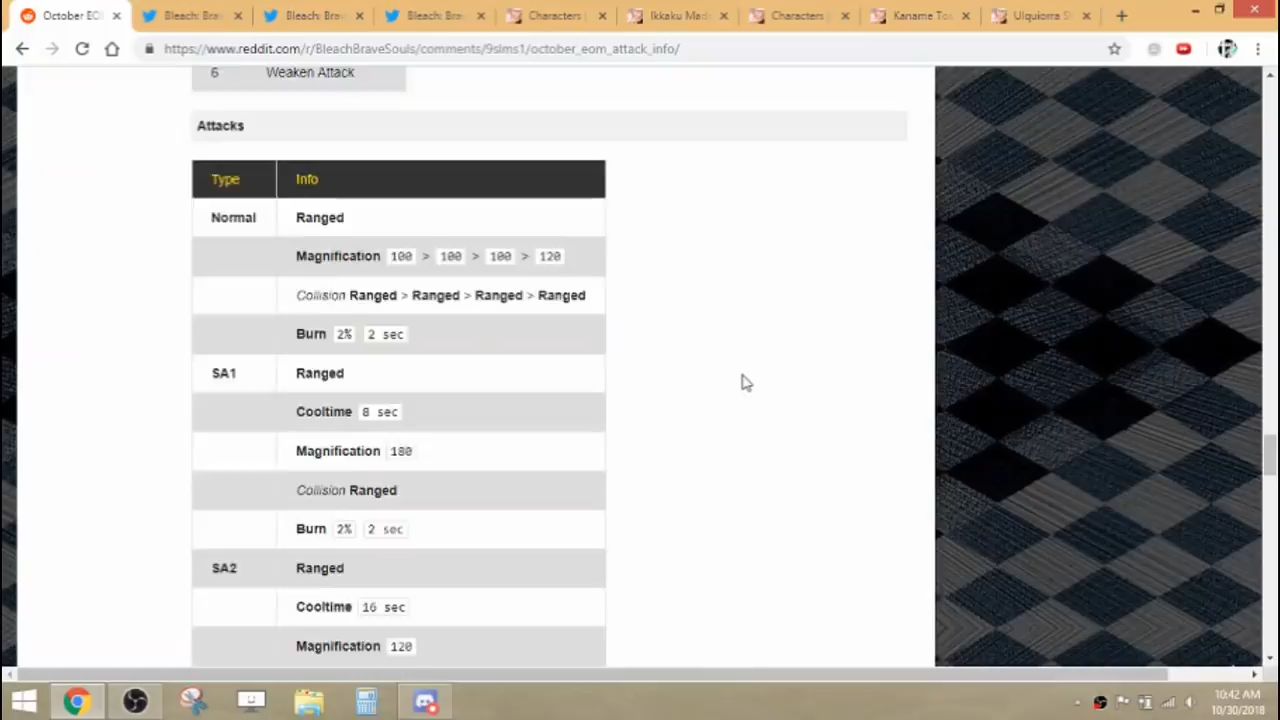 October EO
Bleach: Bra
Bleach: Bra
Bleach: Bra
Characters
Ikkaku Mad
Characters
Kaname To
Ulquiorra S
https://www.reddit.com/r/BleachBraveSouls/comments/9sims1/october_eom_attack_info/
6 Weaken Attack
Attacks
Type Info
Normal Ranged
Magnification 100 > 100 > 100 > 120
Collision Ranged > Ranged > Ranged > Ranged
Burn 2% 2 sec
SA1 Ranged
Cooltime 8 sec
Magnification 180
Collision Ranged
Burn 2% 2 sec
SA2 Ranged
Cooltime 16 sec
Magnification 120
10:42 AM
10/30/2018